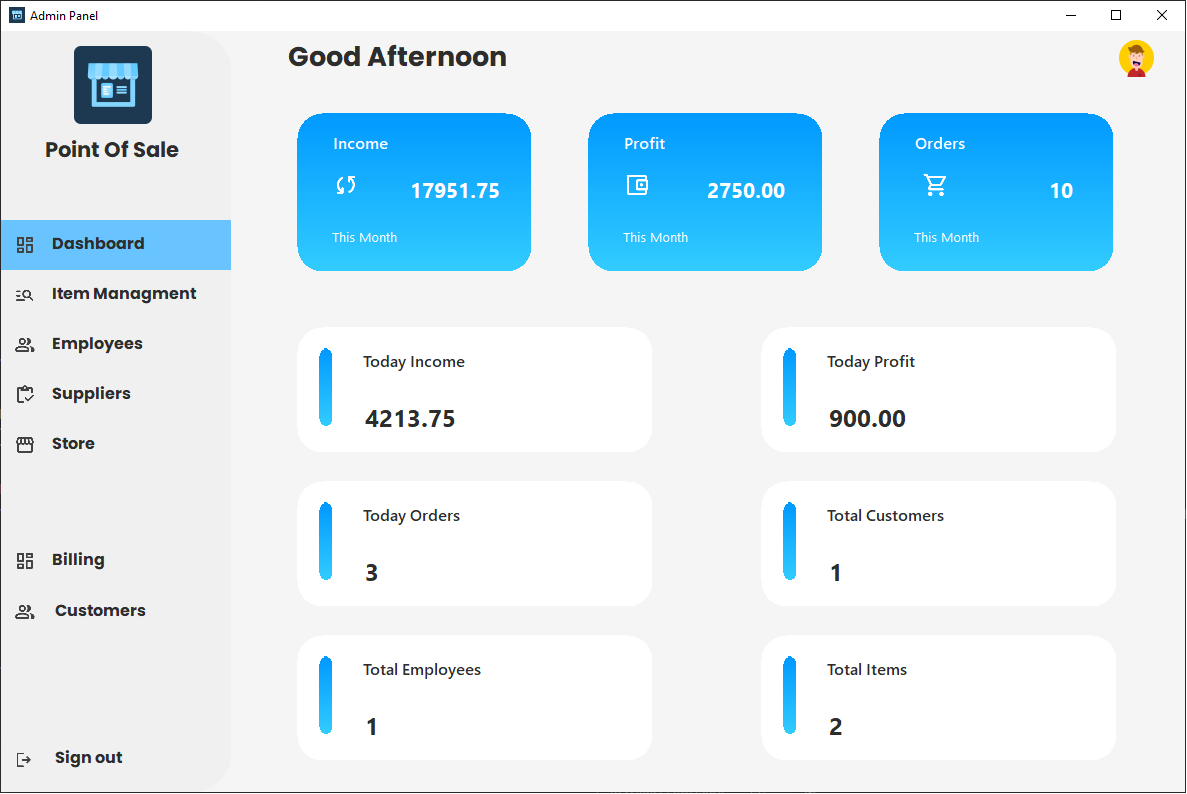 Admin Panel
Point Of Sale
Dashboard
Item Managment
Employees
Suppliers
Store
Billing
Customers
Sign out
Good Afternoon
Income
17951.75
This Month
Profit
2750.00
This Month
Orders
10
This Month
Today Income
4213.75
Today Profit
900.00
Today Orders
3
Total Customers
1
Total Employees
1
Total Items
2